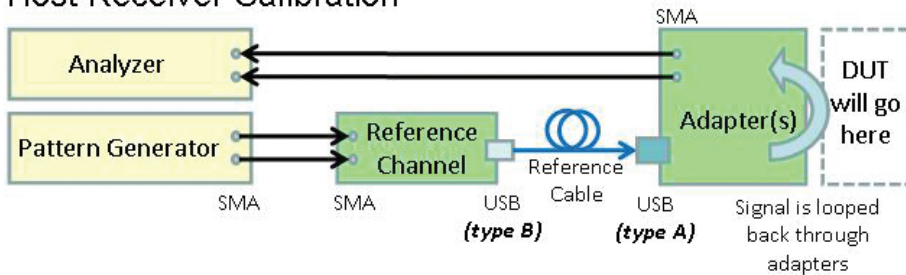 Host Receiver Calibration
SMA
Analyzer
Pattern Generator
Reference
Channel
Adapter(s)
DUT
will go
here
Reference
Cable
SMA
SMA
USB
(type B)
USB
(type A)
Signal is looped
back through
adapters